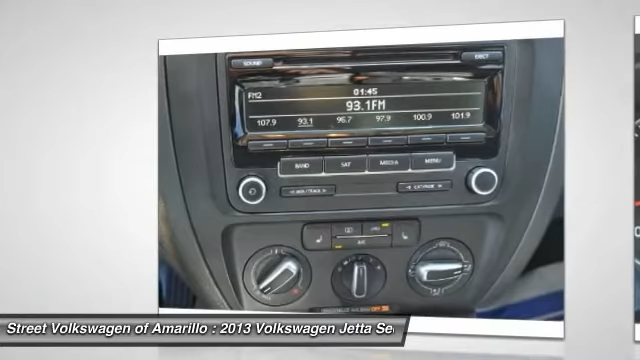 SOUND EJECT
FM2 01:45
93.1FM
107.9 93.1 96.7 97.9 100.9 101.9
BAND SAT MEDIA MENU
A/C
Street Volkswagen of Amarillo : 2013 Volkswagen Jetta Se